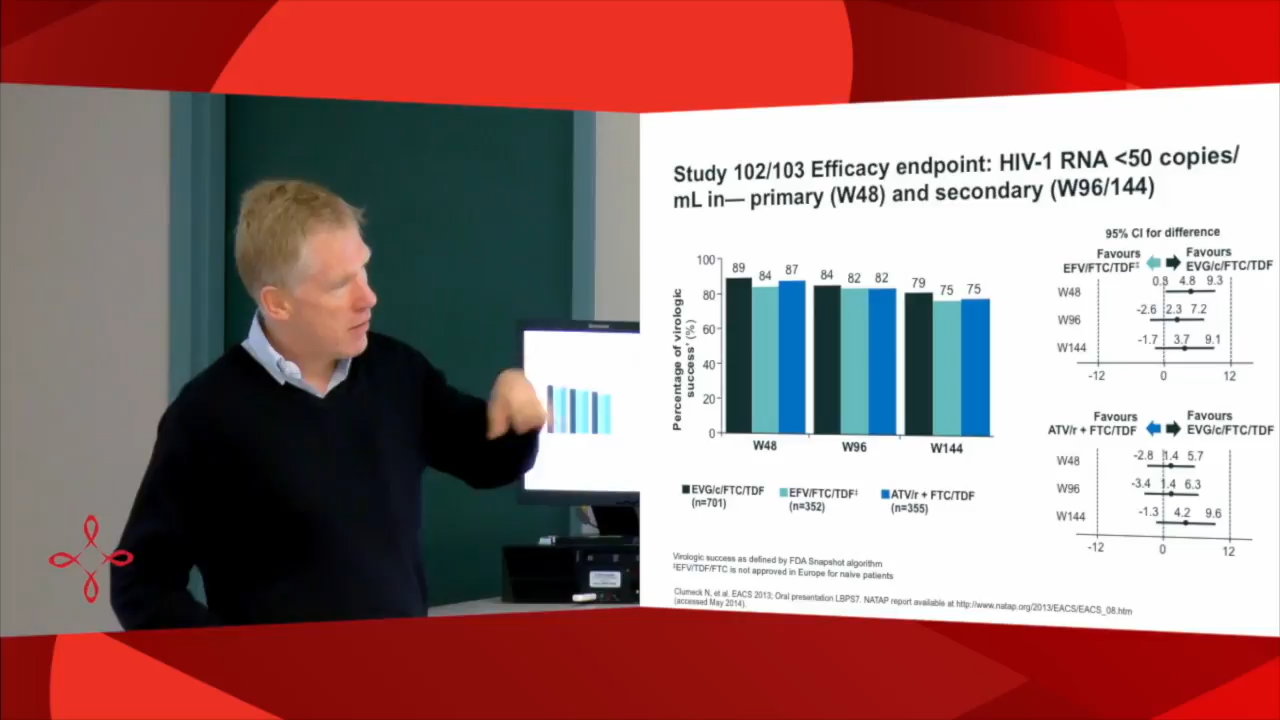 Study 102/103 Efficacy endpoint: HIV-1 RNA <50 copies/
mL in— primary (W48) and secondary (W96/144)
95% CI for difference
Favours
EFV/FTC/TDF‡
Favours
EVG/c/FTC/TDF
W48
0.3 4.8 9.3
W96
-2.6 2.3 7.2
W144
-1.7 3.7 9.1
-12 0 12
Percentage of virologic
success† (%)
100
80
60
40
20
0
89 84 87
84 82 82
79 75 75
W48 W96 W144
Favours
ATV/r + FTC/TDF
Favours
EVG/c/FTC/TDF
W48
-2.8 1.4 5.7
W96
-3.4 1.4 6.3
W144
-1.3 4.2 9.6
-12 0 12
EVG/c/FTC/TDF
(n=701)
EFV/FTC/TDF‡
(n=352)
ATV/r + FTC/TDF
(n=355)
Virologic success as defined by FDA Snapshot algorithm
‡EFV/TDF/FTC is not approved in Europe for naive patients
Clumeck N, et al. EACS 2013; Oral presentation LBPS7. NATAP report available at http://www.natap.org/2013/EACS/EACS_08.htm
(accessed May 2014).